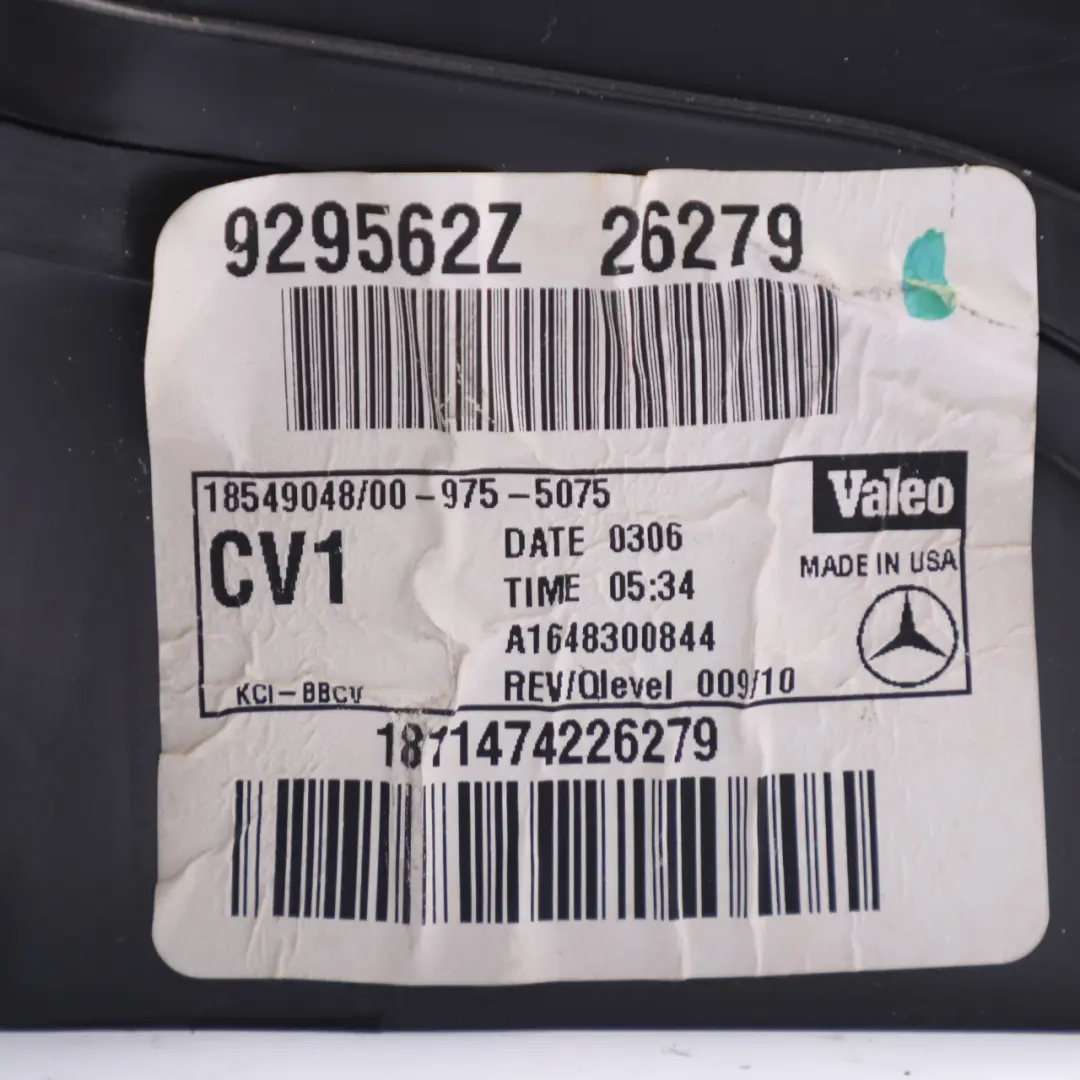 929562Z 26279
18549048/00-975-5075
Valeo
CV1
DATE 0306
MADE IN USA
TIME 05:34
A1648300844
KCI-BBCV
REV/Qlevel 009/10
1871474226279